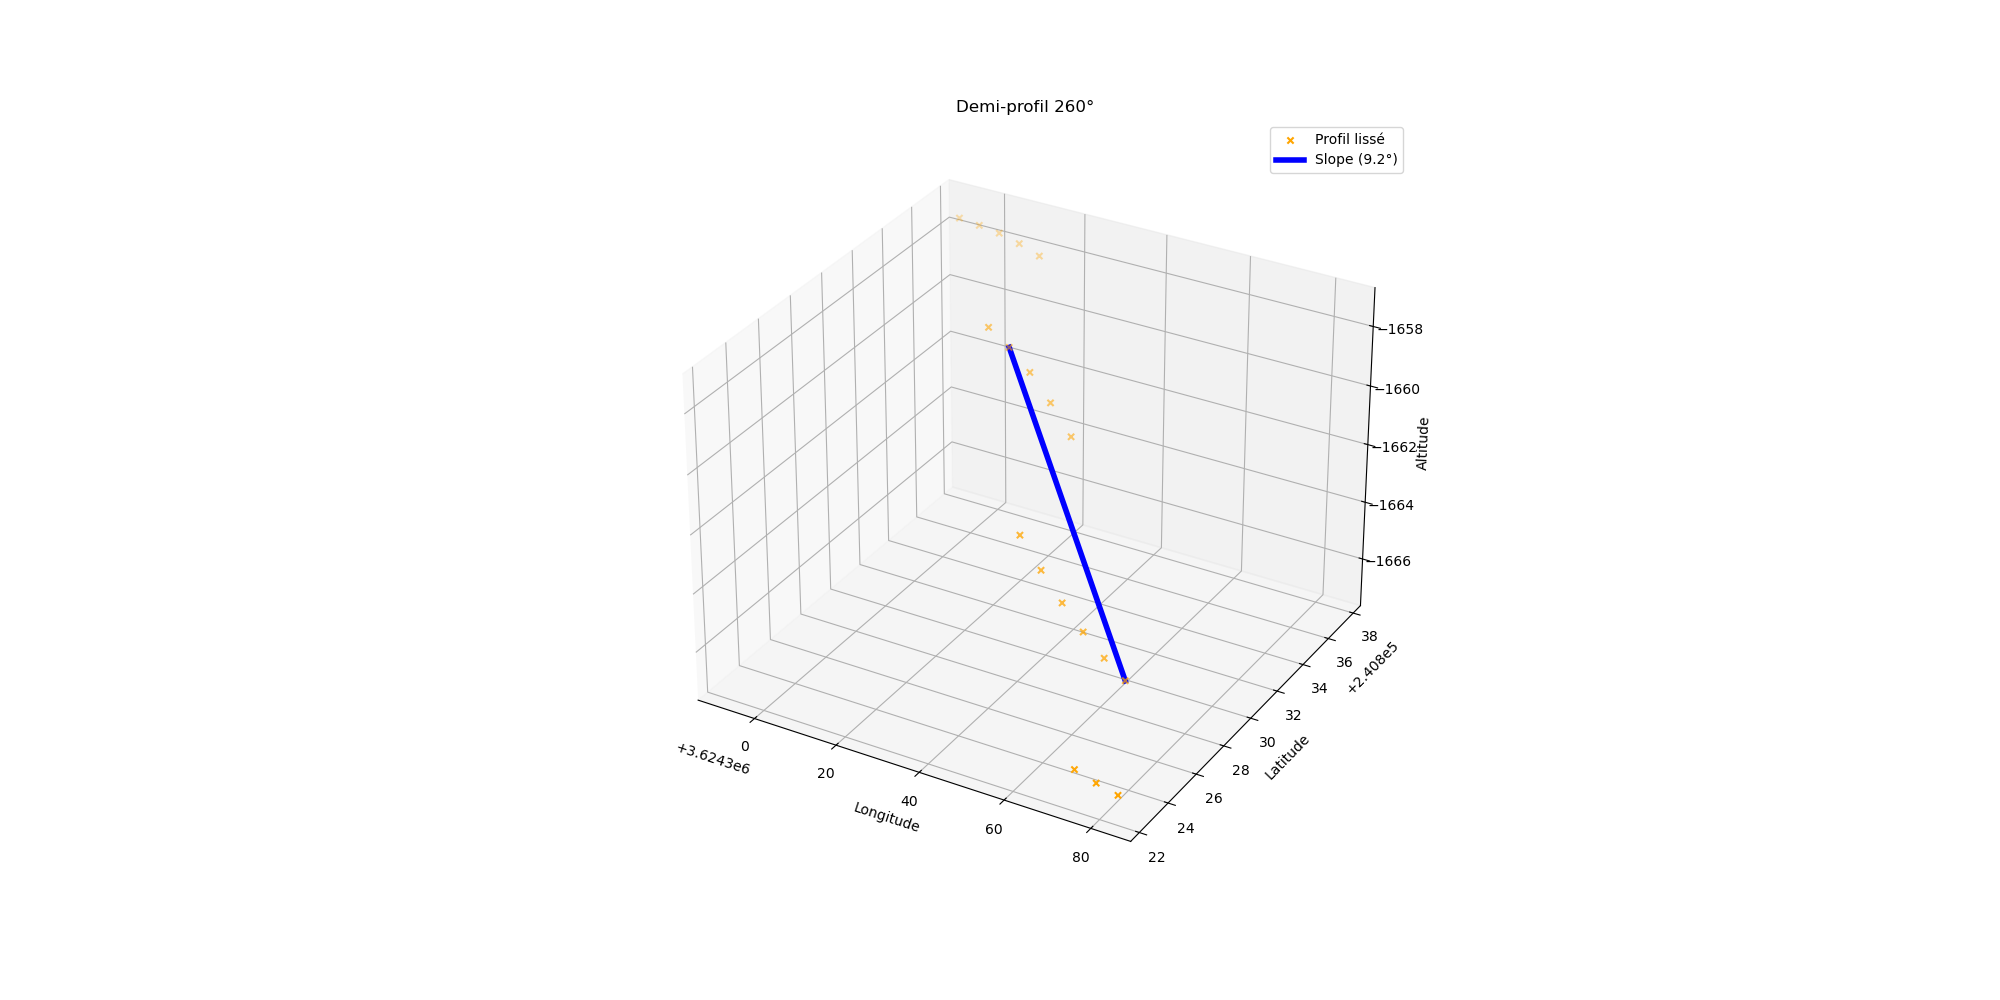 Demi-profil 260°
Profil lissé
Slope (9.2°)
−1658
−1660
−1662
−1664
−1666
Altitude
38
36
34
32
30
28
26
24
22
+2.408e5
Latitude
0
20
40
60
80
+3.6243e6
Longitude